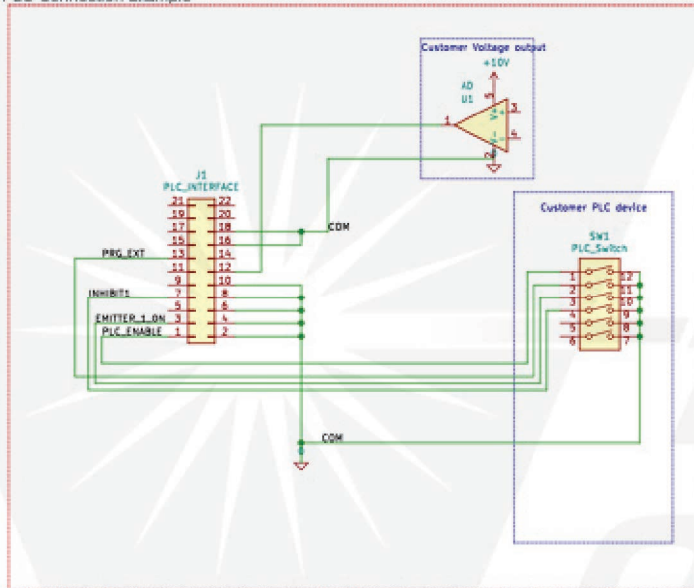 Customer Voltage output
+10V
AD
U1
5
3
1
4
2
V+
V-
+
-
J1
PLC_INTERFACE
21 22
19 20
17 18
15 16
13 14
11 12
9 10
7 8
5 6
3 4
1 2
COM
PRG_EXT
INHIBIT1
EMITTER_1_ON
PLC_ENABLE
Customer PLC device
SW1
PLC_Switch
1 12
2 11
3 10
4 9
5 8
6 7
COM